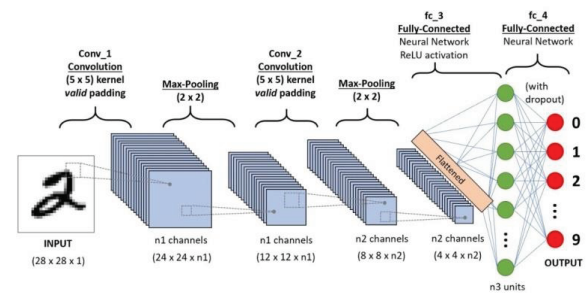 Conv_1
Convolution
(5 x 5) kernel
valid padding
Max-Pooling
(2 x 2)
Conv_2
Convolution
(5 x 5) kernel
valid padding
Max-Pooling
(2 x 2)
fc_3
Fully-Connected
Neural Network
ReLU activation
fc_4
Fully-Connected
Neural Network
(with
dropout)
Flattened
2
0
1
2
9
INPUT
(28 x 28 x 1)
n1 channels
(24 x 24 x n1)
n1 channels
(12 x 12 x n1)
n2 channels
(8 x 8 x n2)
n2 channels
(4 x 4 x n2)
n3 units
OUTPUT